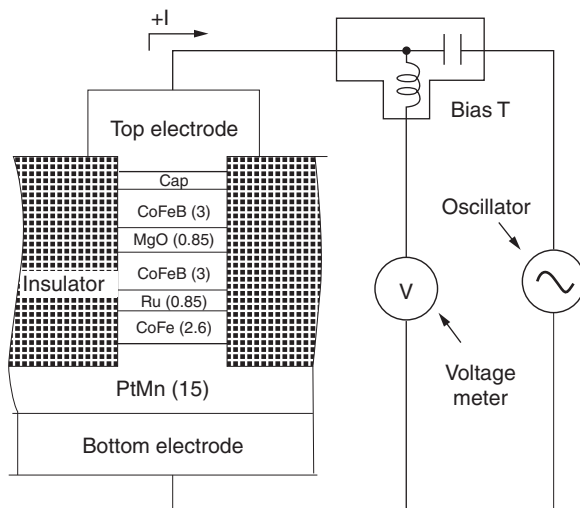 +I
Top electrode
Bias T
Cap
CoFeB (3)
MgO (0.85)
CoFeB (3)
Ru (0.85)
CoFe (2.6)
Insulator
PtMn (15)
Bottom electrode
Oscillator
V
Voltage
meter